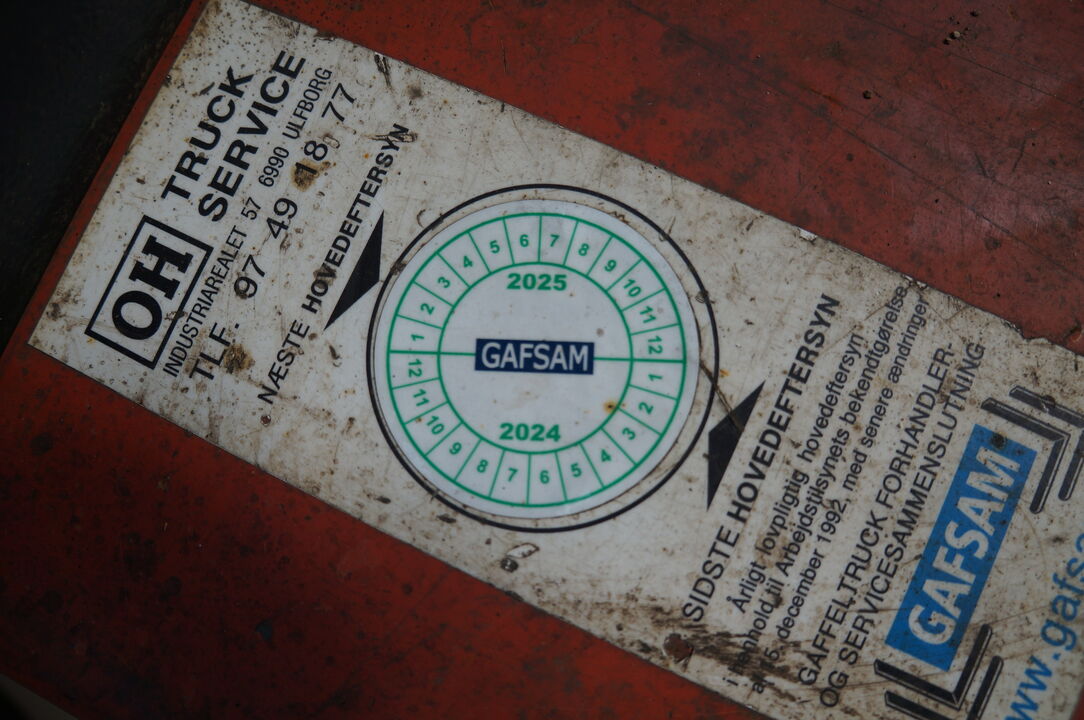 OH
TRUCK
SERVICE
INDUSTRIAREALET 57 6990 ULFBORG
TLF. 97 49 18 77
NÆSTE HOVEDEFTERSYN
1 2 3 4 5 6 7 8 9 10 11 12
2025
GAFSAM
2024
1 2 3 4 5 6 7 8 9 10 11 12
SIDSTE HOVEDEFTERSYN
Årligt lovpligtigt hovedeftersyn
i henhold til Arbejdstilsynets bekendtgørelse
af 15. december 1992, med senere ændringer
GAFFELTRUCK FORHANDLER-
OG SERVICESAMMENSLUTNING
GAFSAM